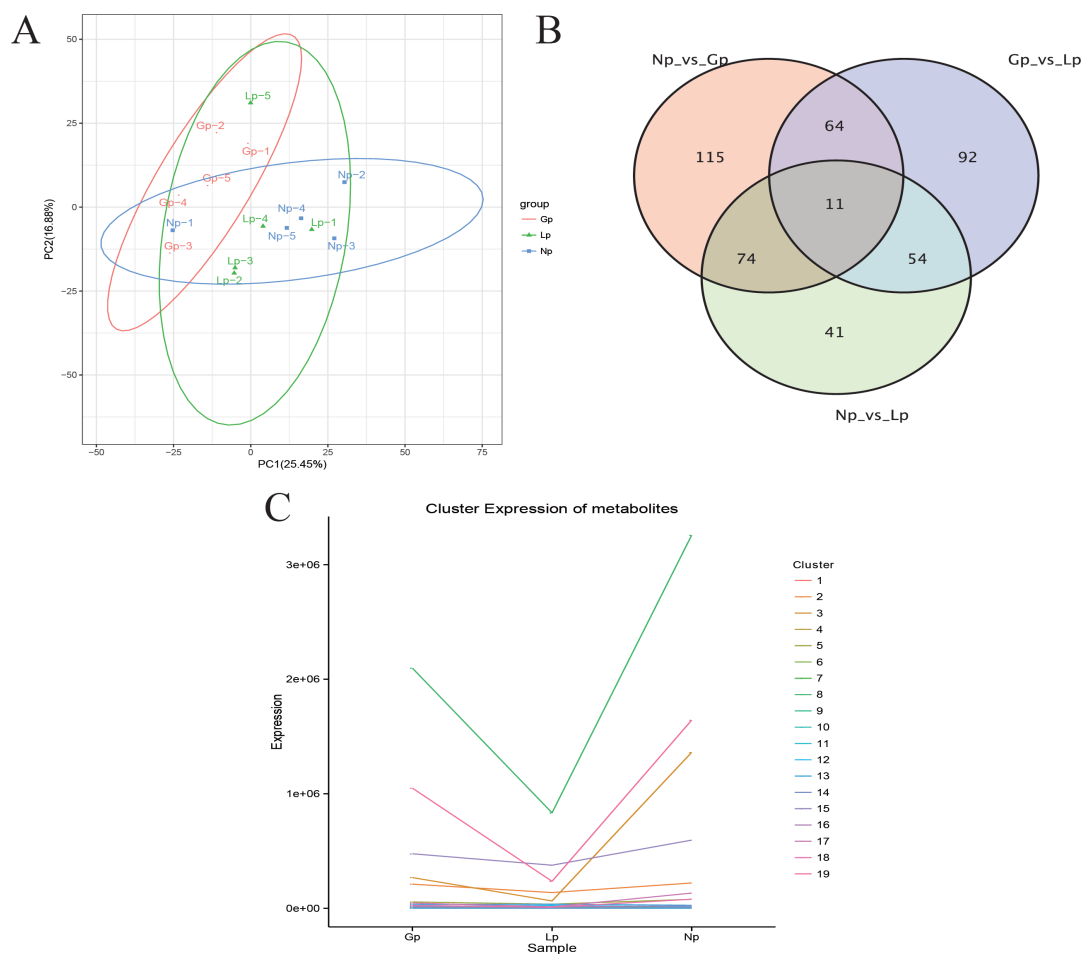 A
50
25
0
−25
−50
−50
−25
0
25
50
75
PC2(16.88%)
PC1(25.45%)
Lp−5
Gp−2
Gp−1
Gp−5
Np−2
Gp−4
Np−4
Np−1
Lp−4
Lp−1
Np−5
Np−3
Gp−3
Lp−3
Lp−2
group
Gp
Lp
Np
B
Np_vs_Gp
Gp_vs_Lp
64
115
92
11
74
54
41
Np_vs_Lp
C
Cluster Expression of metabolites
3e+06
2e+06
1e+06
0e+00
Expression
Gp
Lp
Np
Sample
Cluster
1
2
3
4
5
6
7
8
9
10
11
12
13
14
15
16
17
18
19